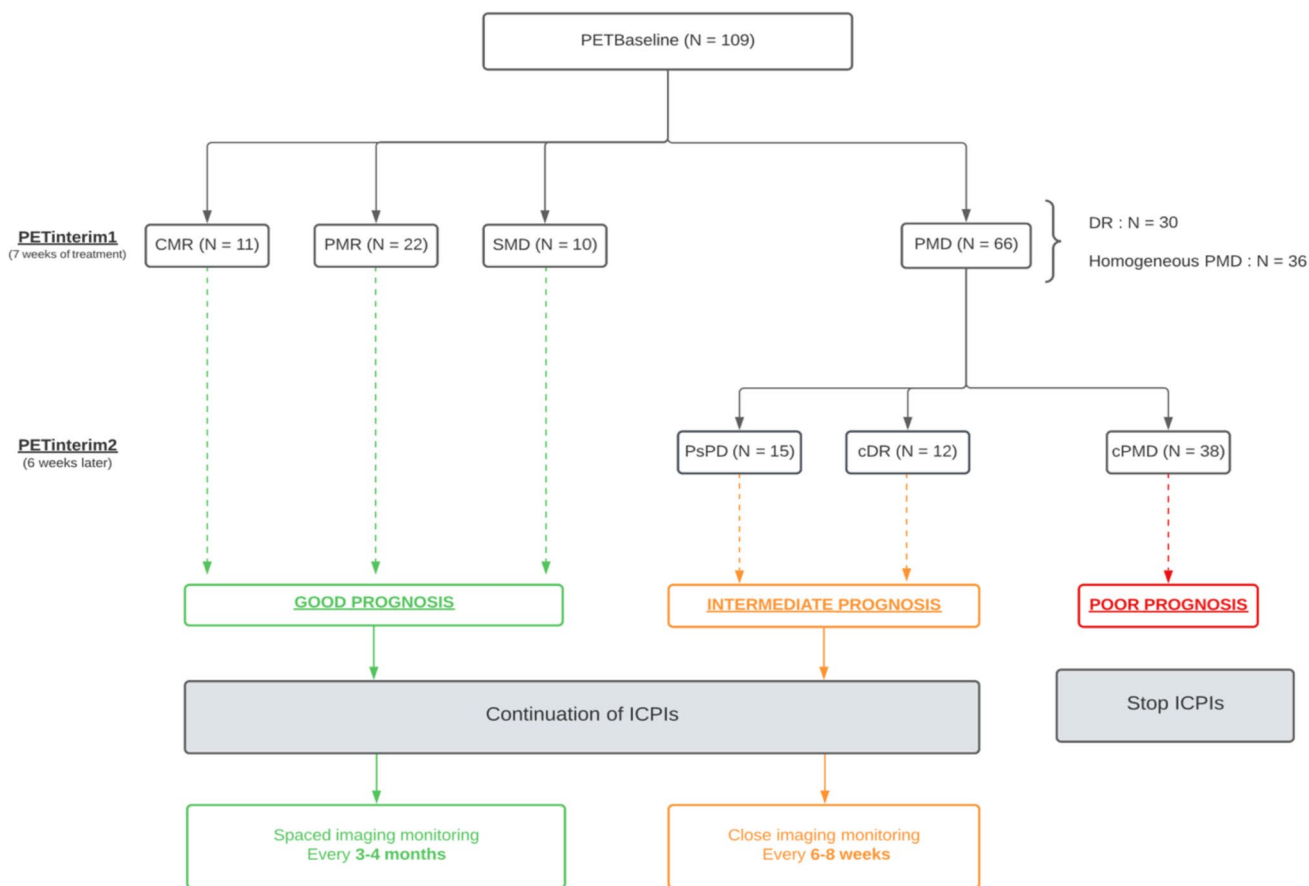 PETBaseline (N = 109)
PETinterim1
(7 weeks of treatment)
CMR (N = 11)
PMR (N = 22)
SMD (N = 10)
PMD (N = 66)
DR : N = 30
Homogeneous PMD : N = 36
PETinterim2
(6 weeks later)
PsPD (N = 15)
cDR (N = 12)
cPMD (N = 38)
GOOD PROGNOSIS
INTERMEDIATE PROGNOSIS
POOR PROGNOSIS
Continuation of ICPIs
Stop ICPIs
Spaced imaging monitoring
Every 3-4 months
Close imaging monitoring
Every 6-8 weeks